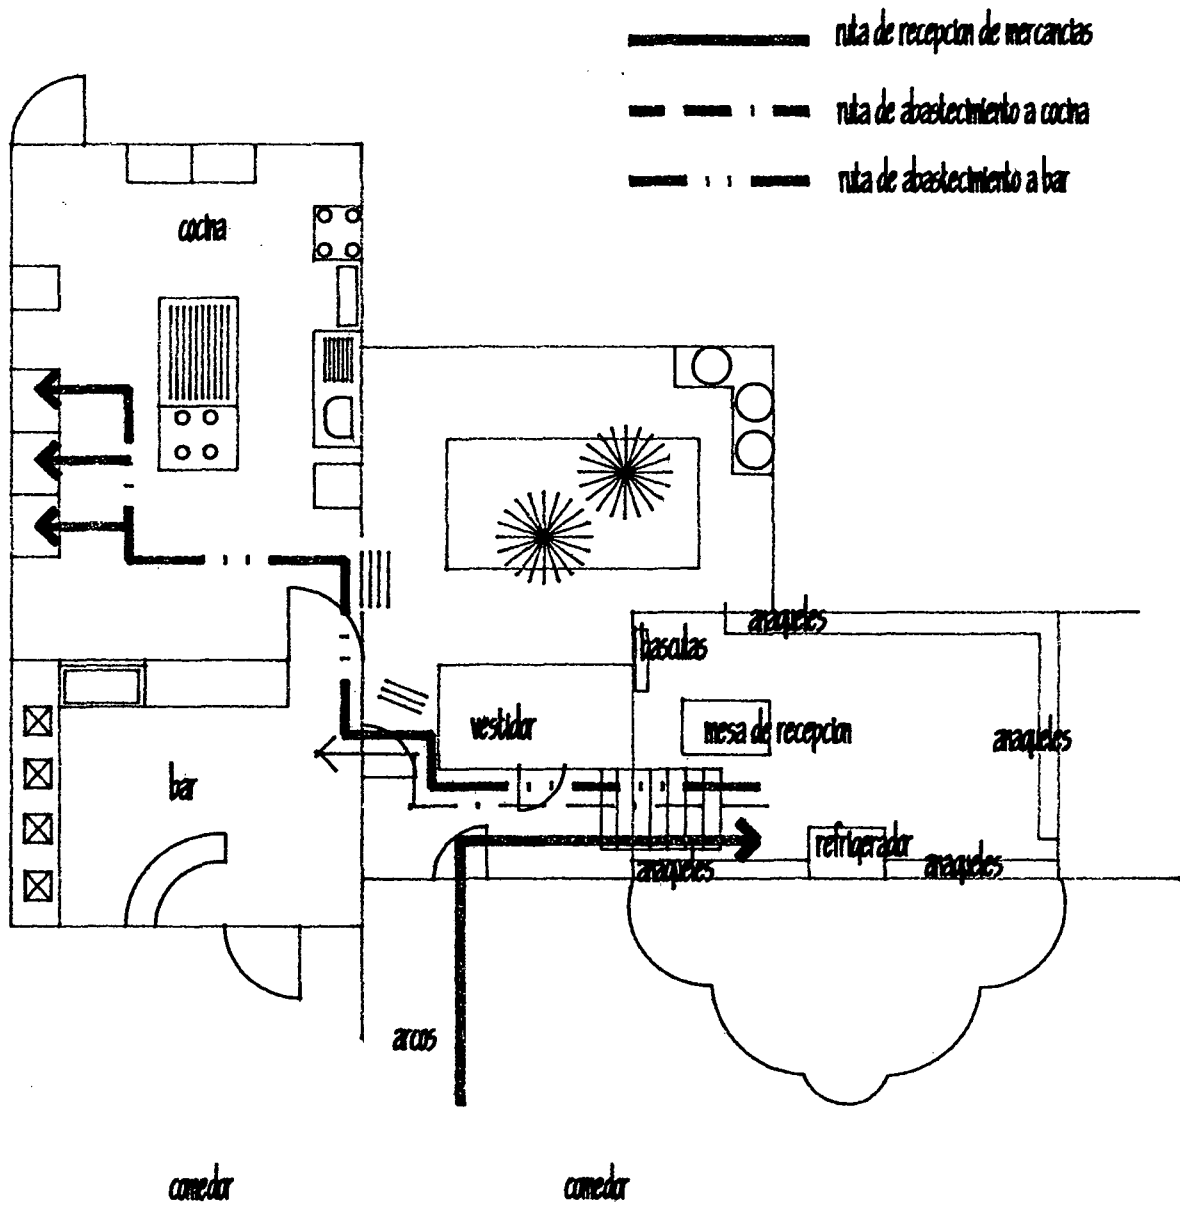 ruta de recepcion de mercancias
ruta de abastecimiento a cocina
ruta de abastecimiento a bar
cocina
anaqueles
basculas
vestidor
mesa de recepcion
anaqueles
bar
refrigerador
anaqueles
anaqueles
arcos
comedor
comedor